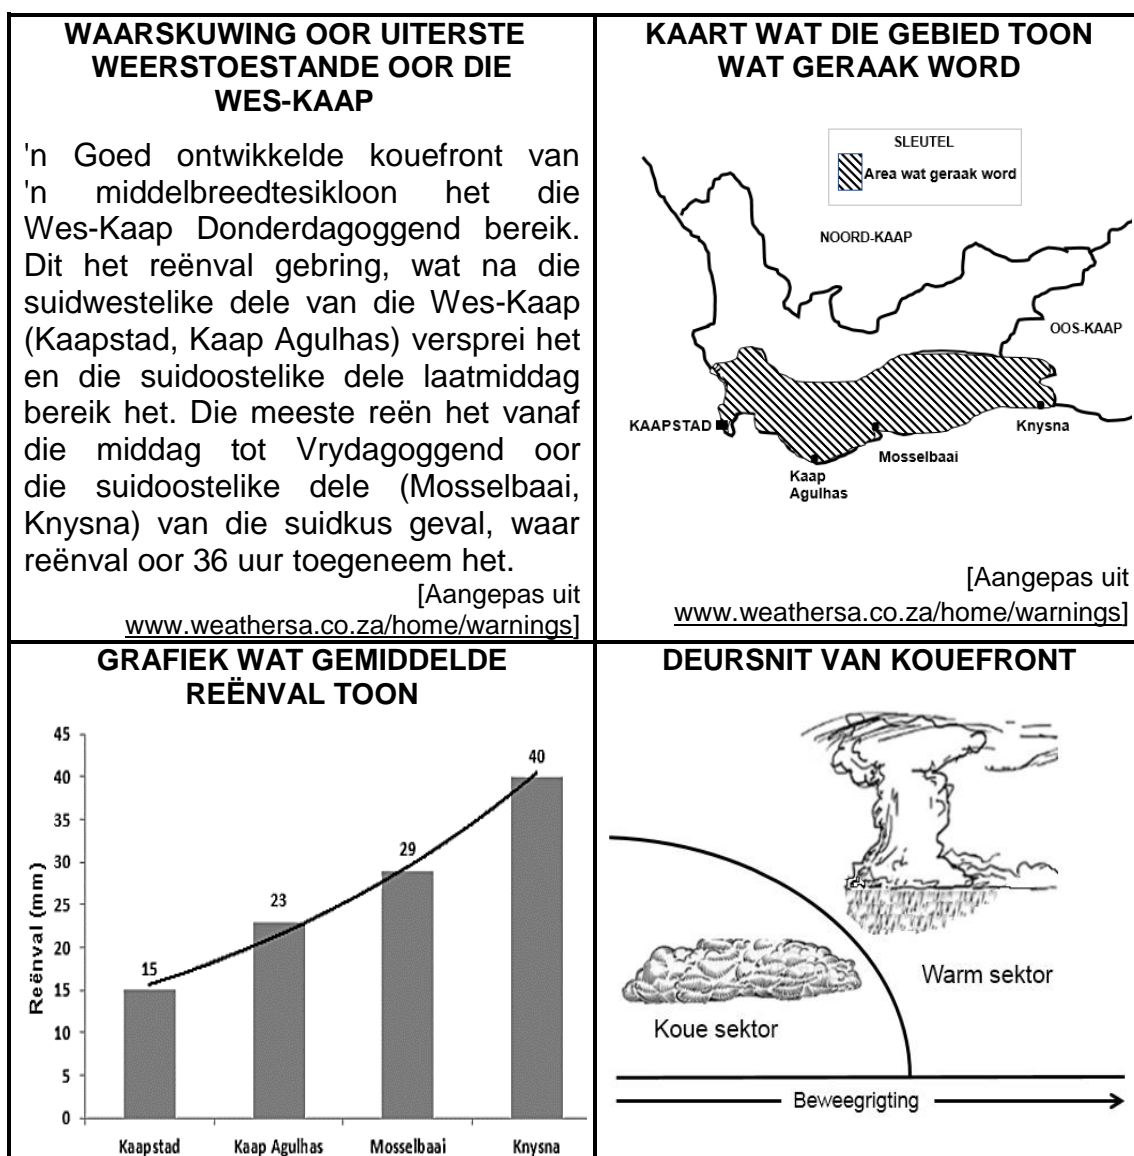 WAARSKUWING OOR UITERSTE
WEERSTOESTANDE OOR DIE
WES-KAAP
'n Goed ontwikkelde kouefront van
'n middelbreedtesikloon het die
Wes-Kaap Donderdagoggend bereik.
Dit het reënval gebring, wat na die
suidwestelike dele van die Wes-Kaap
(Kaapstad, Kaap Agulhas) versprei het
en die suidoostelike dele laatmiddag
bereik het. Die meeste reën het vanaf
die middag tot Vrydagoggend oor
die suidoostelike dele (Mosselbaai,
Knysna) van die suidkus geval, waar
reënval oor 36 uur toegeneem het.
[Aangepas uit
www.weathersa.co.za/home/warnings]
KAART WAT DIE GEBIED TOON
WAT GERAAK WORD
SLEUTEL
Area wat geraak word
NOORD-KAAP
OOS-KAAP
KAAPSTAD
Knysna
Mosselbaai
Kaap
Agulhas
[Aangepas uit
www.weathersa.co.za/home/warnings]
GRAFIEK WAT GEMIDDELDE
REËNVAL TOON
45
40
35
30
25
20
15
10
5
0
Reënval (mm)
15
23
29
40
Kaapstad
Kaap Agulhas
Mosselbaai
Knysna
DEURSNIT VAN KOUEFRONT
Warm sektor
Koue sektor
Beweegrigting